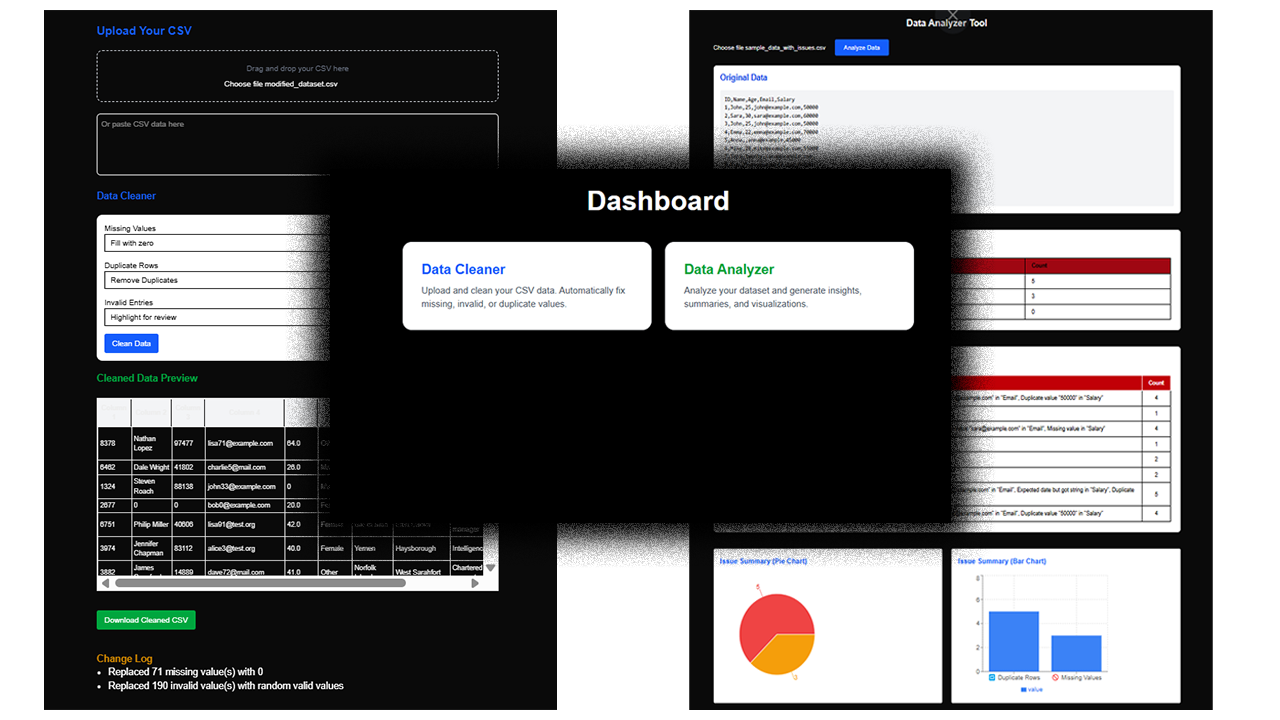 Upload Your CSV
Drag and drop your CSV here
Choose file modified_dataset.csv
Or paste CSV data here
Data Cleaner
Missing Values
Fill with zero
Duplicate Rows
Remove Duplicates
Invalid Entries
Highlight for review
Clean Data
Cleaned Data Preview
8378 Nathan Lopez 97477 lisa71@example.com 64.0
6462 Dale Wright 41802 charlie5@mail.com 26.0
1324 Steven Roach 88138 john33@example.com 0
2677 0 0 bob0@example.com 20.0
6751 Philip Miller 40606 lisa91@test.org 42.0 Female
3974 Jennifer Chapman 83112 alice3@test.org 40.0 Female Yemen Haysborough Intelligenc
3882 James 14889 dave72@mail.com 41.0 Other Norfolk West Sarahfort Chartered
Download Cleaned CSV
Change Log
Replaced 71 missing value(s) with 0
Replaced 190 invalid value(s) with random valid values
Dashboard
Data Cleaner
Upload and clean your CSV data. Automatically fix
missing, invalid, or duplicate values.
Data Analyzer
Analyze your dataset and generate insights,
summaries, and visualizations.
Data Analyzer Tool
Choose file sample_data_with_issues.csv Analyze Data
Original Data
ID,Name,Age,Email,Salary
1,John,25,john@example.com,50000
2,Sara,30,sara@example.com,60000
3,John,25,john@example.com,50000
4,Emma,22,emma@example.com,70000
Count
5
3
0
Count
in "Email", Duplicate value "50000" in "Salary" 4
1
"sara@example.com" in "Email", Missing value in "Salary" 4
1
2
2
in "Email", Expected date but got string in "Salary", Duplicate 5
in "Email", Duplicate value "50000" in "Salary" 4
Issue Summary (Pie Chart)
5
3
Issue Summary (Bar Chart)
8
6
4
2
0
Duplicate Rows Missing Values
value